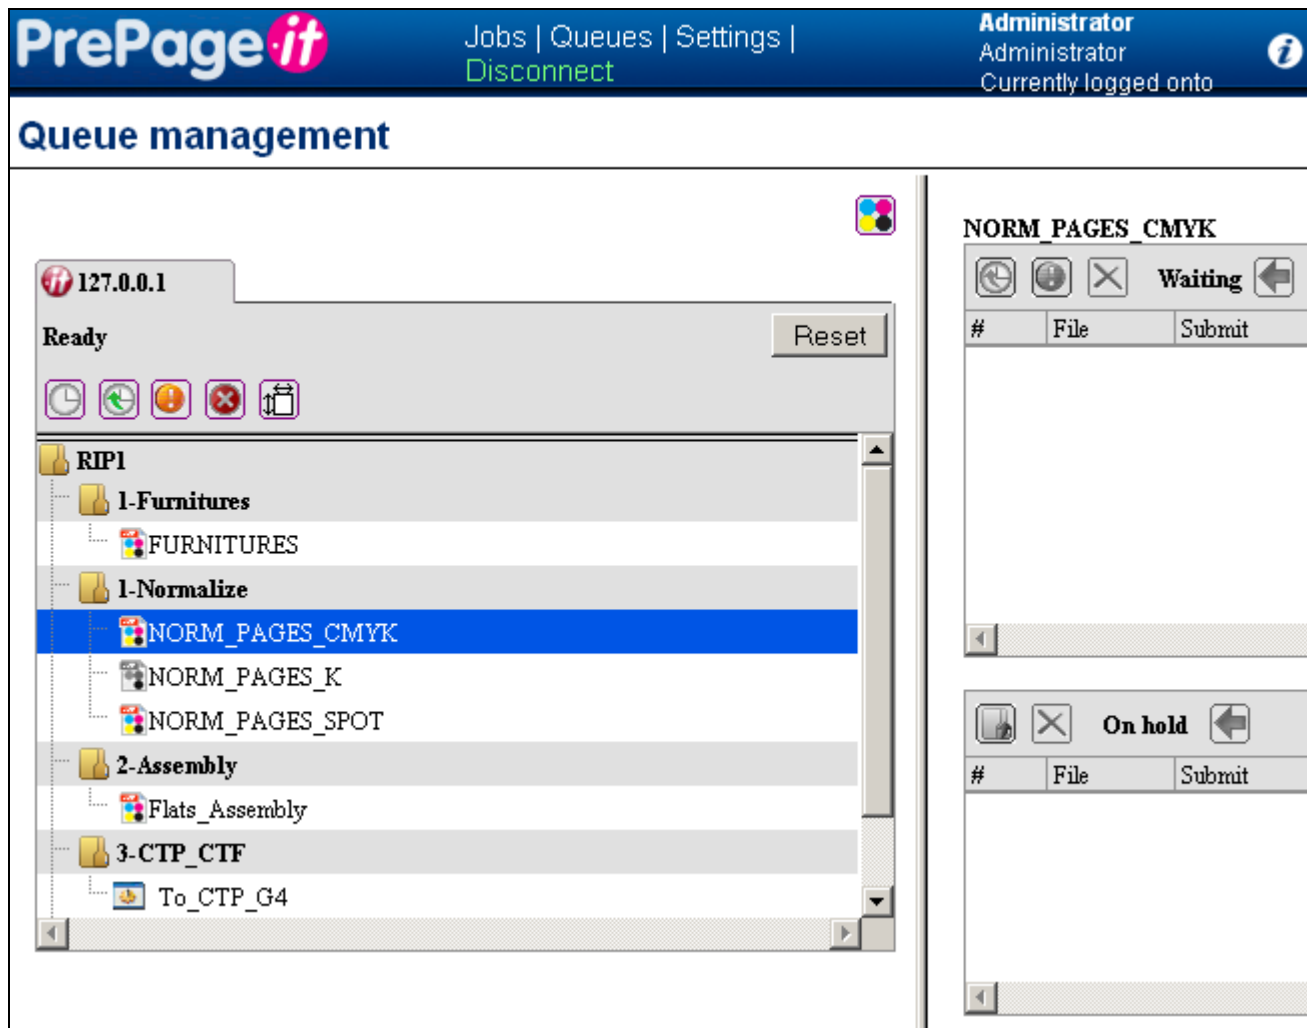 PrePage-it
Jobs | Queues | Settings |
Disconnect
Administrator
Administrator
Currently logged onto
Queue management
127.0.0.1
Ready
Reset
RIP1
1-Furnitures
FURNITURES
1-Normalize
NORM_PAGES_CMYK
NORM_PAGES_K
NORM_PAGES_SPOT
2-Assembly
Flats_Assembly
3-CTP_CTF
To_CTP_G4
NORM_PAGES_CMYK
Waiting
# File Submit
On hold
# File Submit